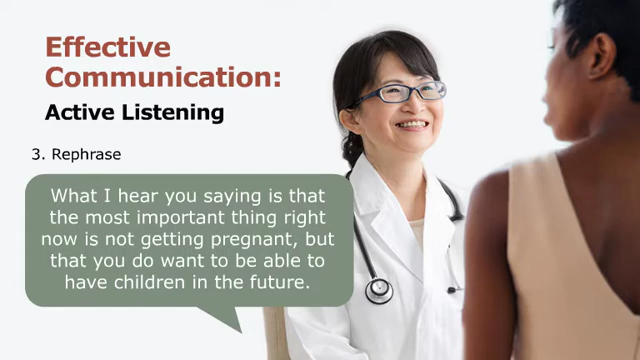 Effective
Communication:
Active Listening
3. Rephrase
What I hear you saying is that
the most important thing right
now is not getting pregnant, but
that you do want to be able to
have children in the future.